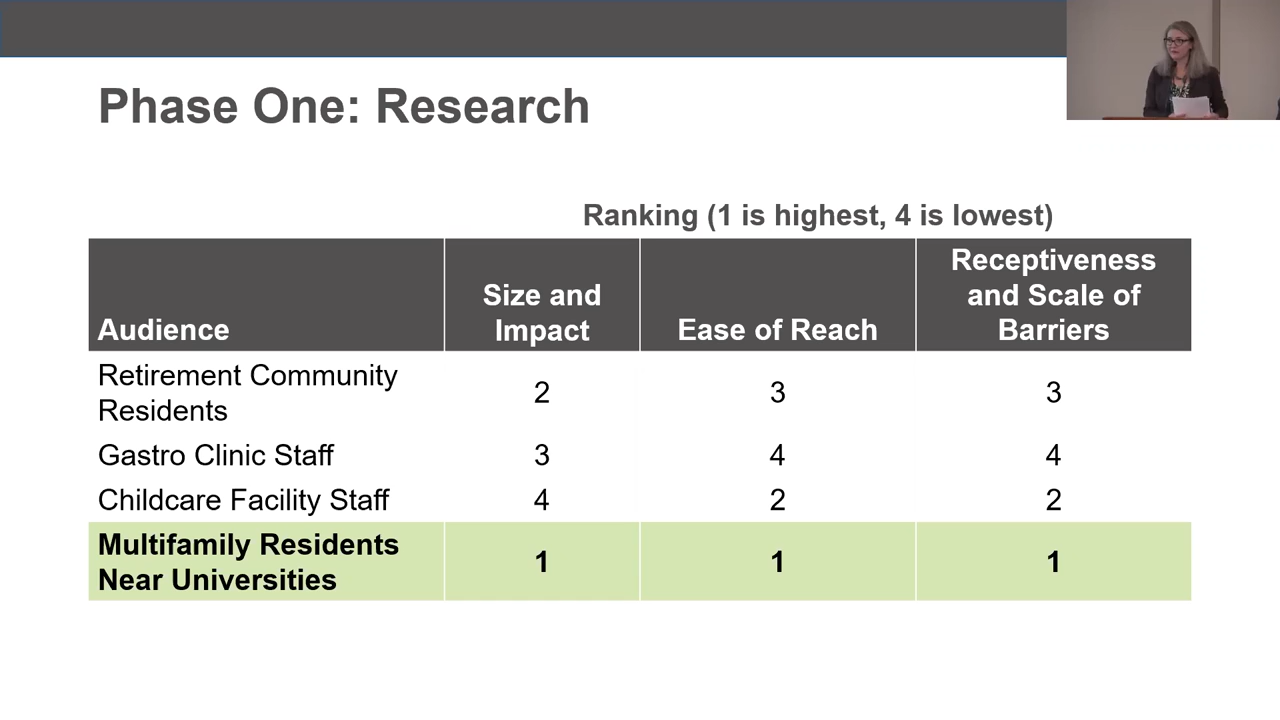 Phase One: Research
Ranking (1 is highest, 4 is lowest)
Audience
Size and
Impact
Ease of Reach
Receptiveness
and Scale of
Barriers
Retirement Community
Residents
2
3
3
Gastro Clinic Staff
3
4
4
Childcare Facility Staff
4
2
2
Multifamily Residents
Near Universities
1
1
1